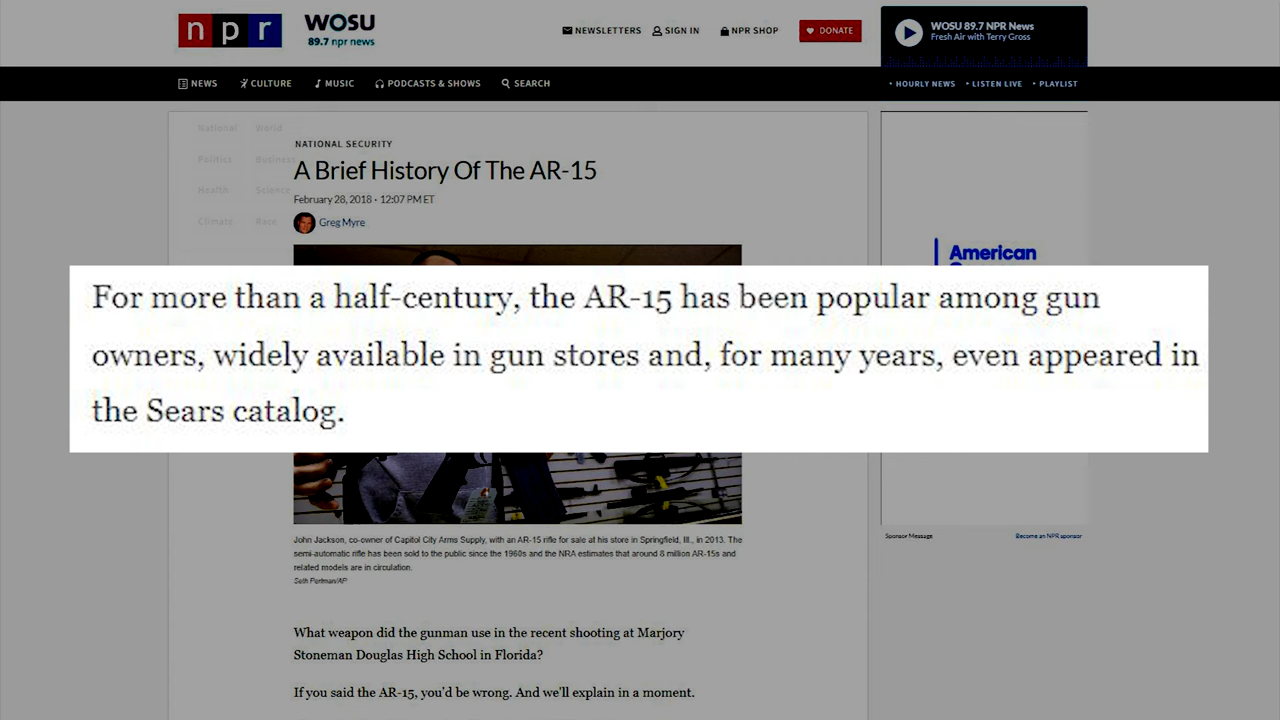 npr
WOSU
89.7 npr news
NEWSLETTERS
SIGN IN
NPR SHOP
DONATE
WOSU 89.7 NPR News
Fresh Air with Terry Gross
NEWS
CULTURE
MUSIC
PODCASTS & SHOWS
SEARCH
HOURLY NEWS
LISTEN LIVE
PLAYLIST
National World
Politics Business
Health Science
Climate Race
NATIONAL SECURITY
A Brief History Of The AR-15
February 28, 2018 · 12:07 PM ET
Greg Myre
American
For more than a half-century, the AR-15 has been popular among gun
owners, widely available in gun stores and, for many years, even appeared in
the Sears catalog.
John Jackson, co-owner of Capitol City Arms Supply, with an AR-15 rifle for sale at his store in Springfield, Ill., in 2013. The
semi-automatic rifle has been sold to the public since the 1960s and the NRA estimates that around 8 million AR-15s and
related models are in circulation.
Seth Perlman/AP
Sponsor Message
Become an NPR sponsor
What weapon did the gunman use in the recent shooting at Marjory
Stoneman Douglas High School in Florida?
If you said the AR-15, you'd be wrong. And we'll explain in a moment.